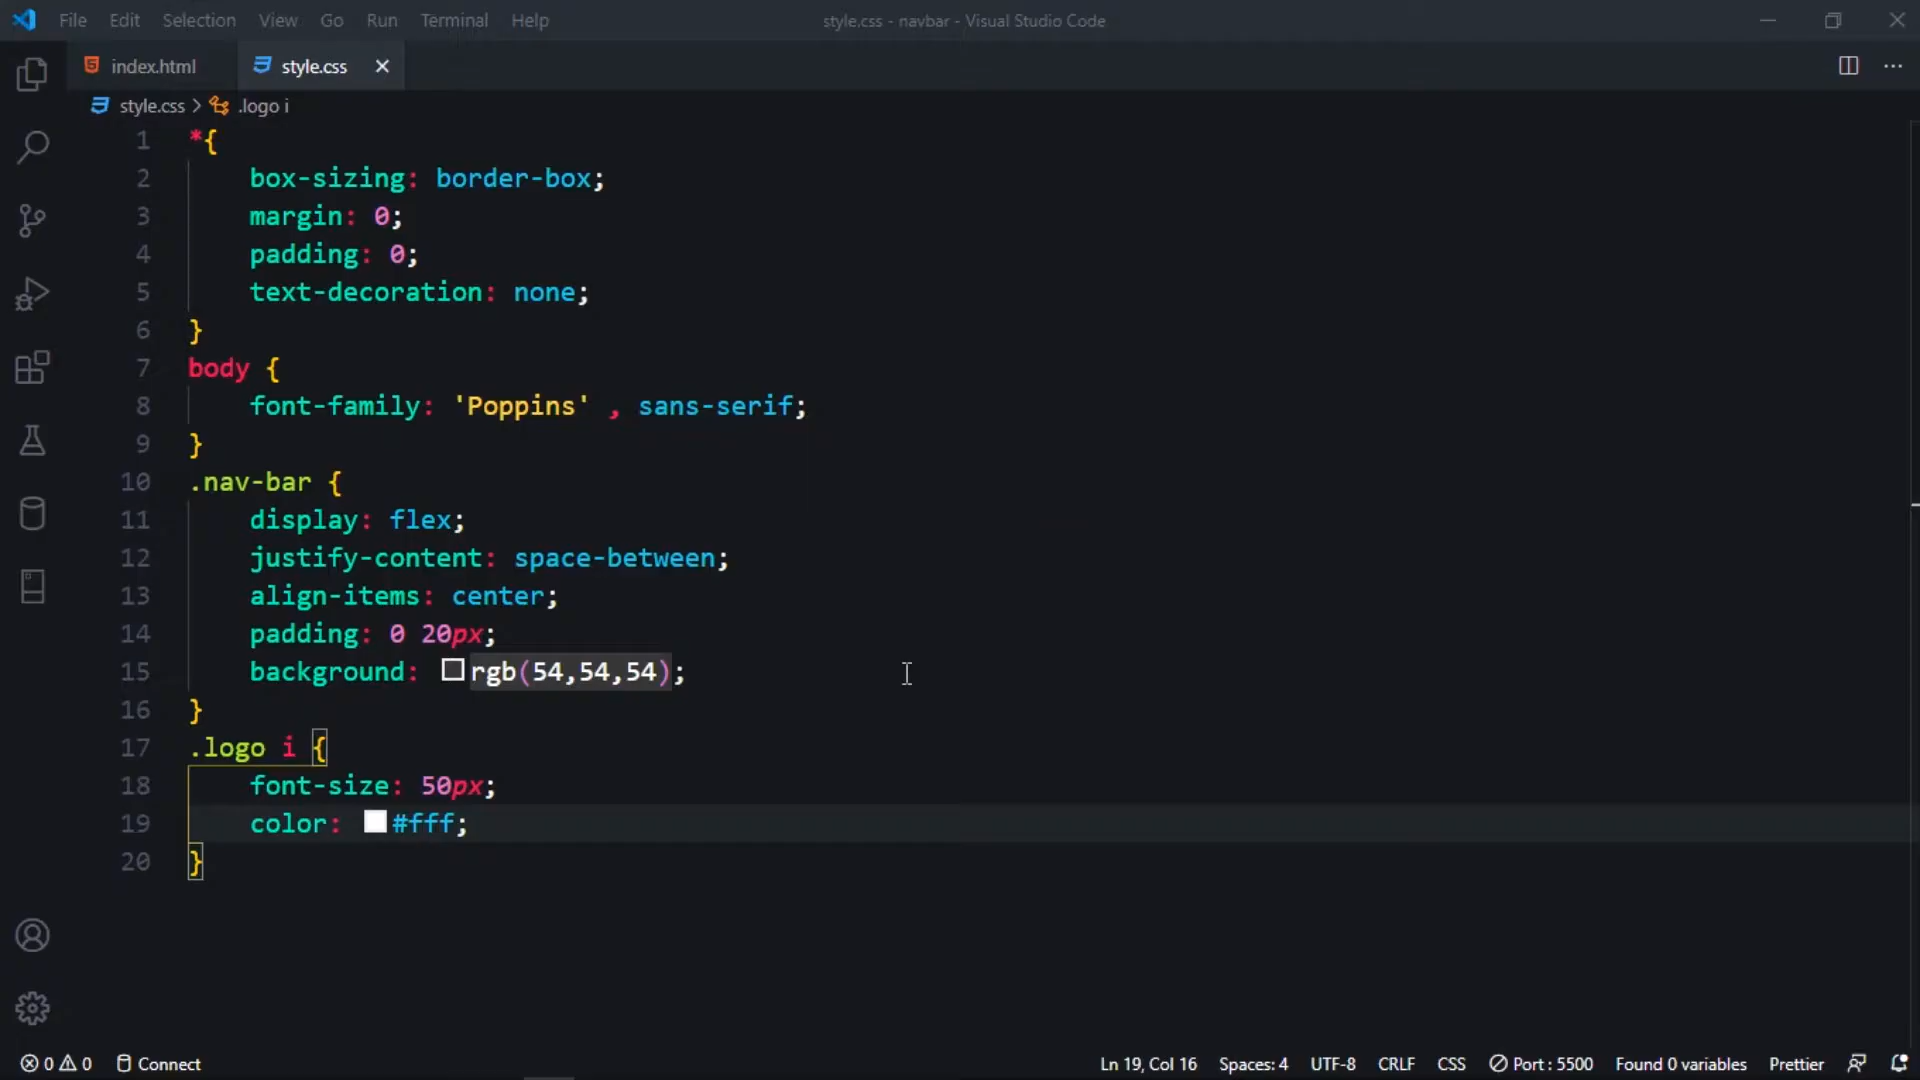 File Edit Selection View Go Run Terminal Help style.css - navbar - Visual Studio Code
index.html style.css
style.css > .logo i
1 *{
2 box-sizing: border-box;
3 margin: 0;
4 padding: 0;
5 text-decoration: none;
6 }
7 body {
8 font-family: 'Poppins' , sans-serif;
9 }
10 .nav-bar {
11 display: flex;
12 justify-content: space-between;
13 align-items: center;
14 padding: 0 20px;
15 background: rgb(54,54,54);
16 }
17 .logo i {
18 font-size: 50px;
19 color: #fff;
20 }
0 0 Connect Ln 19, Col 16 Spaces: 4 UTF-8 CRLF CSS Port : 5500 Found 0 variables Prettier